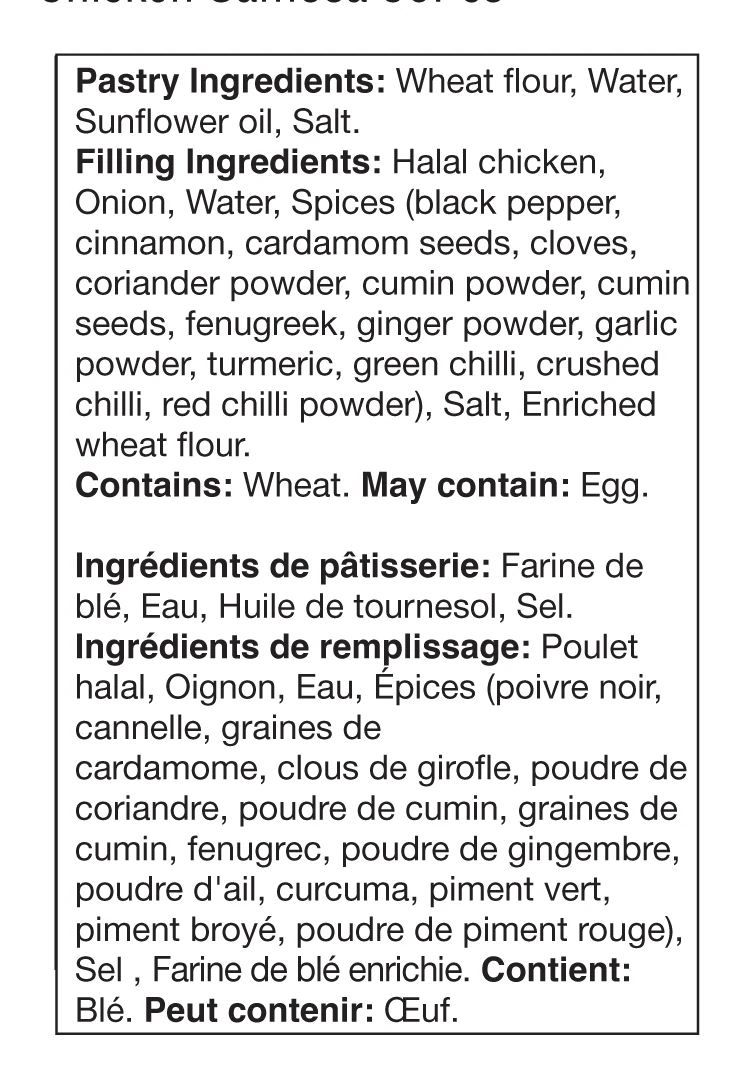 Pastry Ingredients: Wheat flour, Water,
Sunflower oil, Salt.
Filling Ingredients: Halal chicken,
Onion, Water, Spices (black pepper,
cinnamon, cardamom seeds, cloves,
coriander powder, cumin powder, cumin
seeds, fenugreek, ginger powder, garlic
powder, turmeric, green chilli, crushed
chilli, red chilli powder), Salt, Enriched
wheat flour.
Contains: Wheat. May contain: Egg.
Ingrédients de pâtisserie: Farine de
blé, Eau, Huile de tournesol, Sel.
Ingrédients de remplissage: Poulet
halal, Oignon, Eau, Épices (poivre noir,
cannelle, graines de
cardamome, clous de girofle, poudre de
coriandre, poudre de cumin, graines de
cumin, fenugrec, poudre de gingembre,
poudre d'ail, curcuma, piment vert,
piment broyé, poudre de piment rouge),
Sel , Farine de blé enrichie. Contient:
Blé. Peut contenir: Œuf.